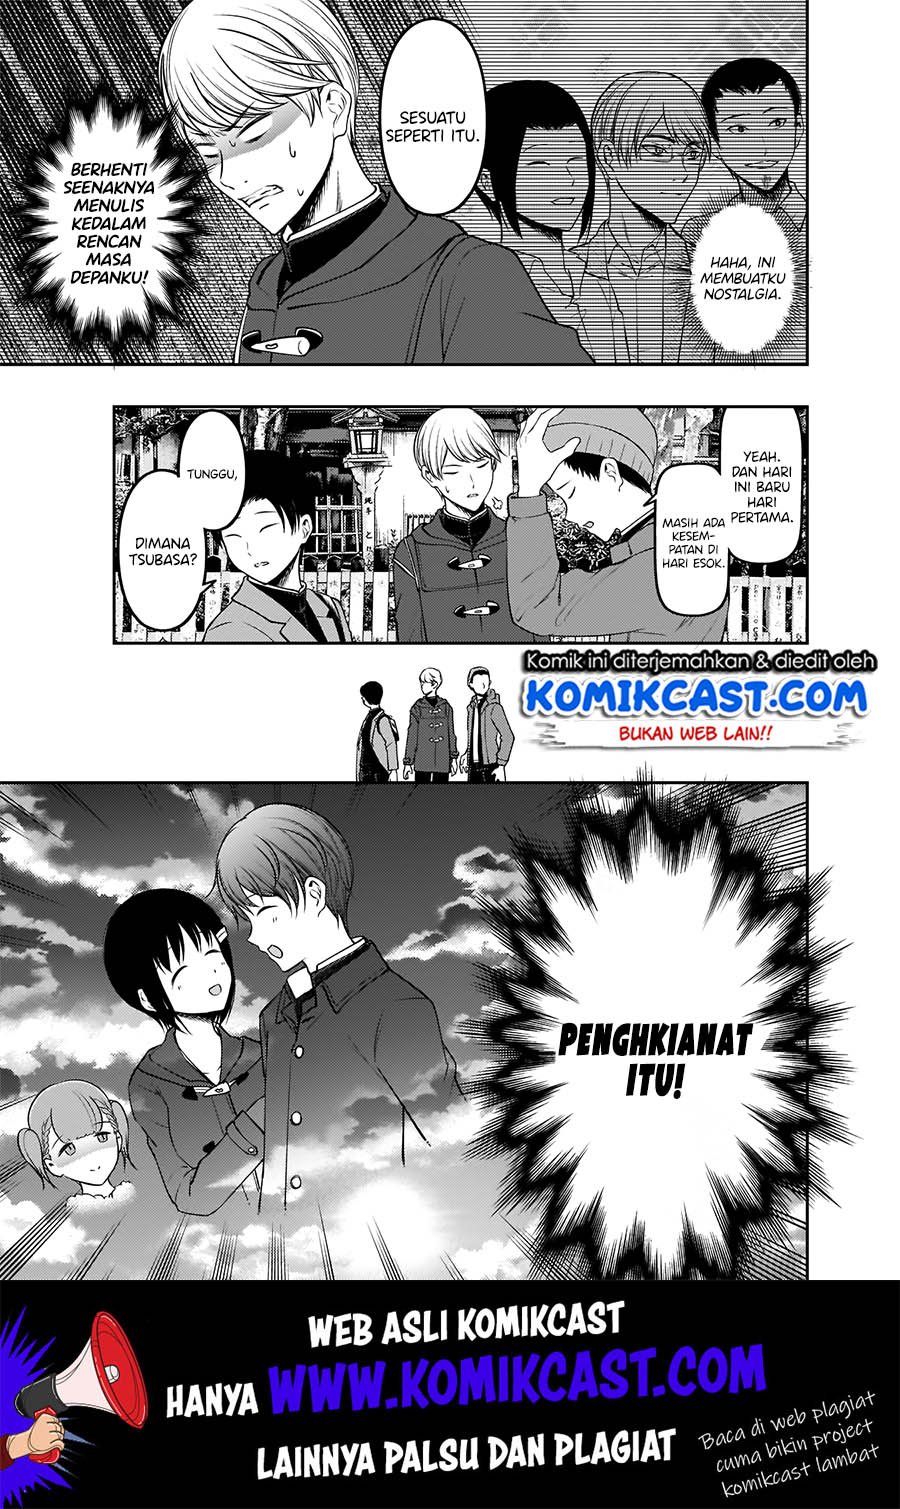 SESUATU
SEPERTI ITU.
HAHA, INI
MEMBUATKU
NOSTALGIA.
BERHENTI
SEENAKNYA
MENULIS
KEDALAM
RENCAN
MASA
DEPANKU!
YEAH.
DAN HARI
INI BARU
HARI
PERTAMA.
MASIH ADA
KESEM-
PATAN DI
HARI ESOK.
TUNGGU,
DIMANA
TSUBASA?
Komik ini diterjemahkan & diedit oleh
KOMIKCAST.COM
BUKAN WEB LAIN!!
PENGHKIANAT
ITU!
WEB ASLI KOMIKCAST
HANYA WWW.KOMIKCAST.COM
LAINNYA PALSU DAN PLAGIAT
Baca di web plagiat
cuma bikin project
komikcast lambat